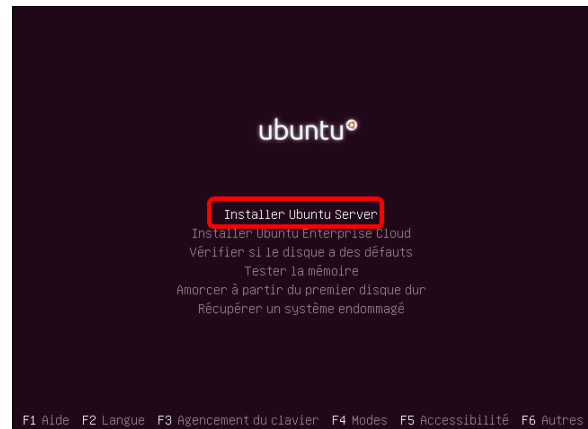 ubuntu
Installer Ubuntu Server
Installer Ubuntu Enterprise Cloud
Vérifier si le disque a des défauts
Tester la mémoire
Amorcer à partir du premier disque dur
Récupérer un système endommagé
F1 Aide F2 Langue F3 Agencement du clavier F4 Modes F5 Accessibilité F6 Autres